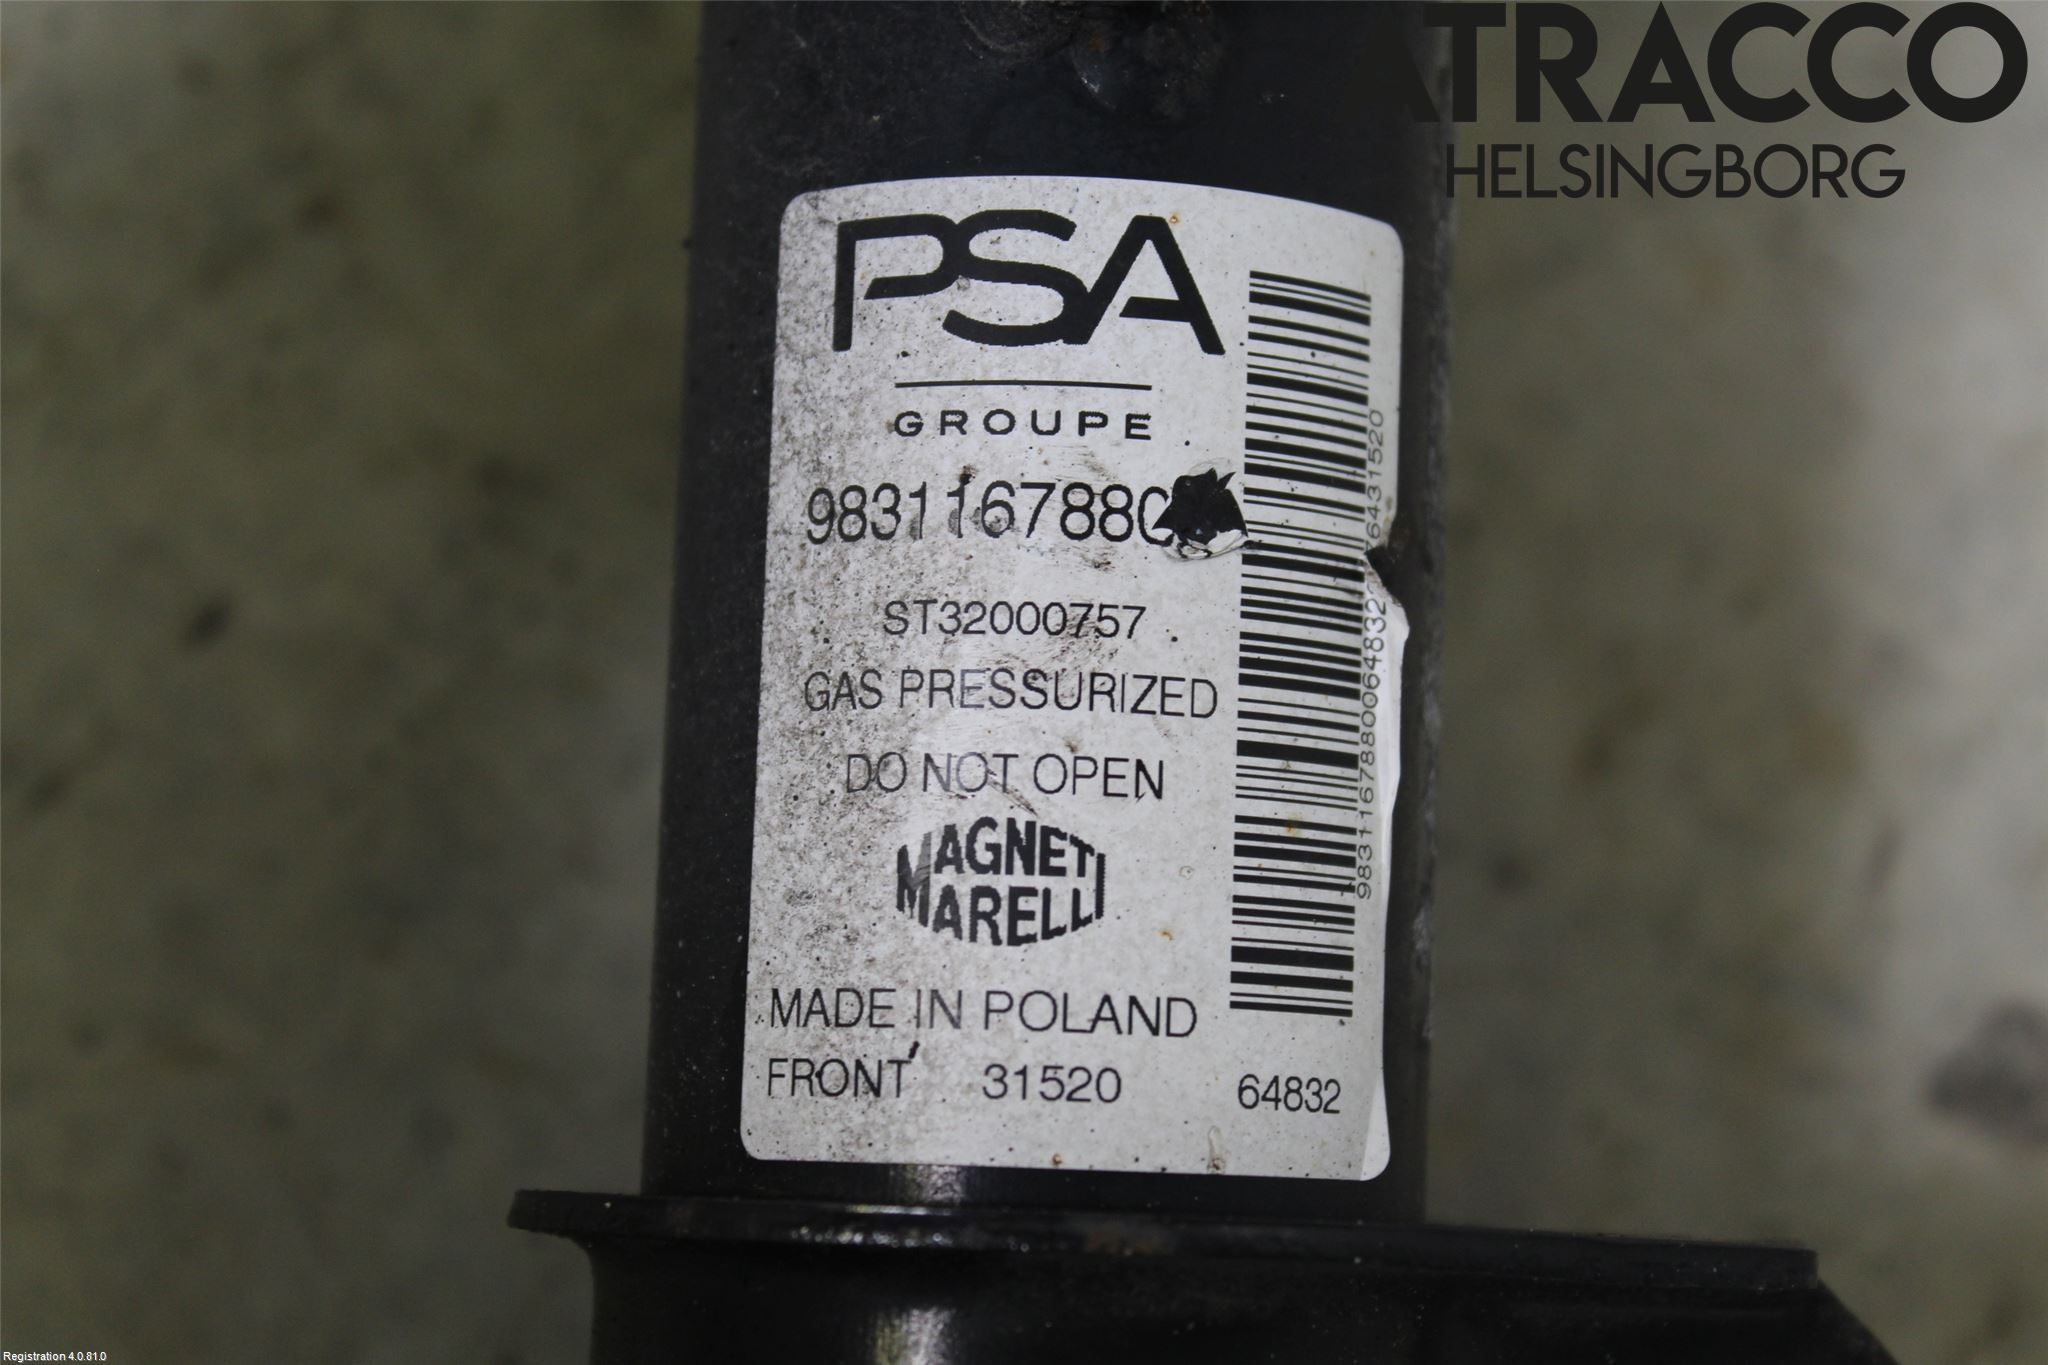 ATRACCO
HELSINGBORG
PSA
GROUPE
9831167880
ST32000757
GAS PRESSURIZED
DO NOT OPEN
MAGNETI
MARELLI
MADE IN POLAND
FRONT 31520 64832
Registration 4.0.81.0